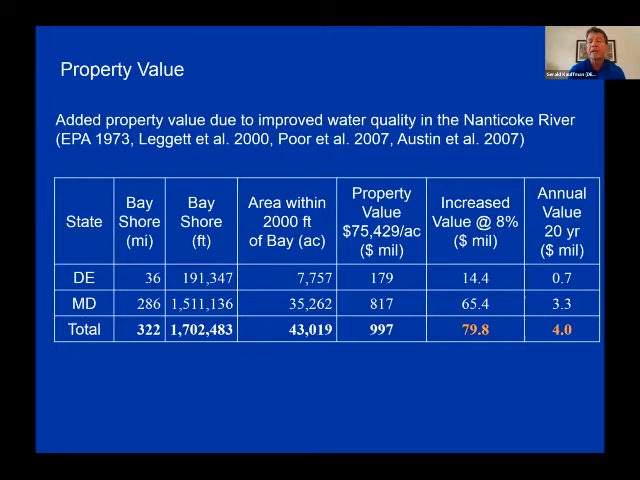 Gerald Kauffman (DE...
Property Value
Added property value due to improved water quality in the Nanticoke River
(EPA 1973, Leggett et al. 2000, Poor et al. 2007, Austin et al. 2007)
State
Bay
Shore
(mi)
Bay
Shore
(ft)
Area within
2000 ft
of Bay (ac)
Property
Value
$75,429/ac
($ mil)
Increased
Value @ 8%
($ mil)
Annual
Value
20 yr
($ mil)
DE 36 191,347 7,757 179 14.4 0.7
MD 286 1,511,136 35,262 817 65.4 3.3
Total 322 1,702,483 43,019 997 79.8 4.0